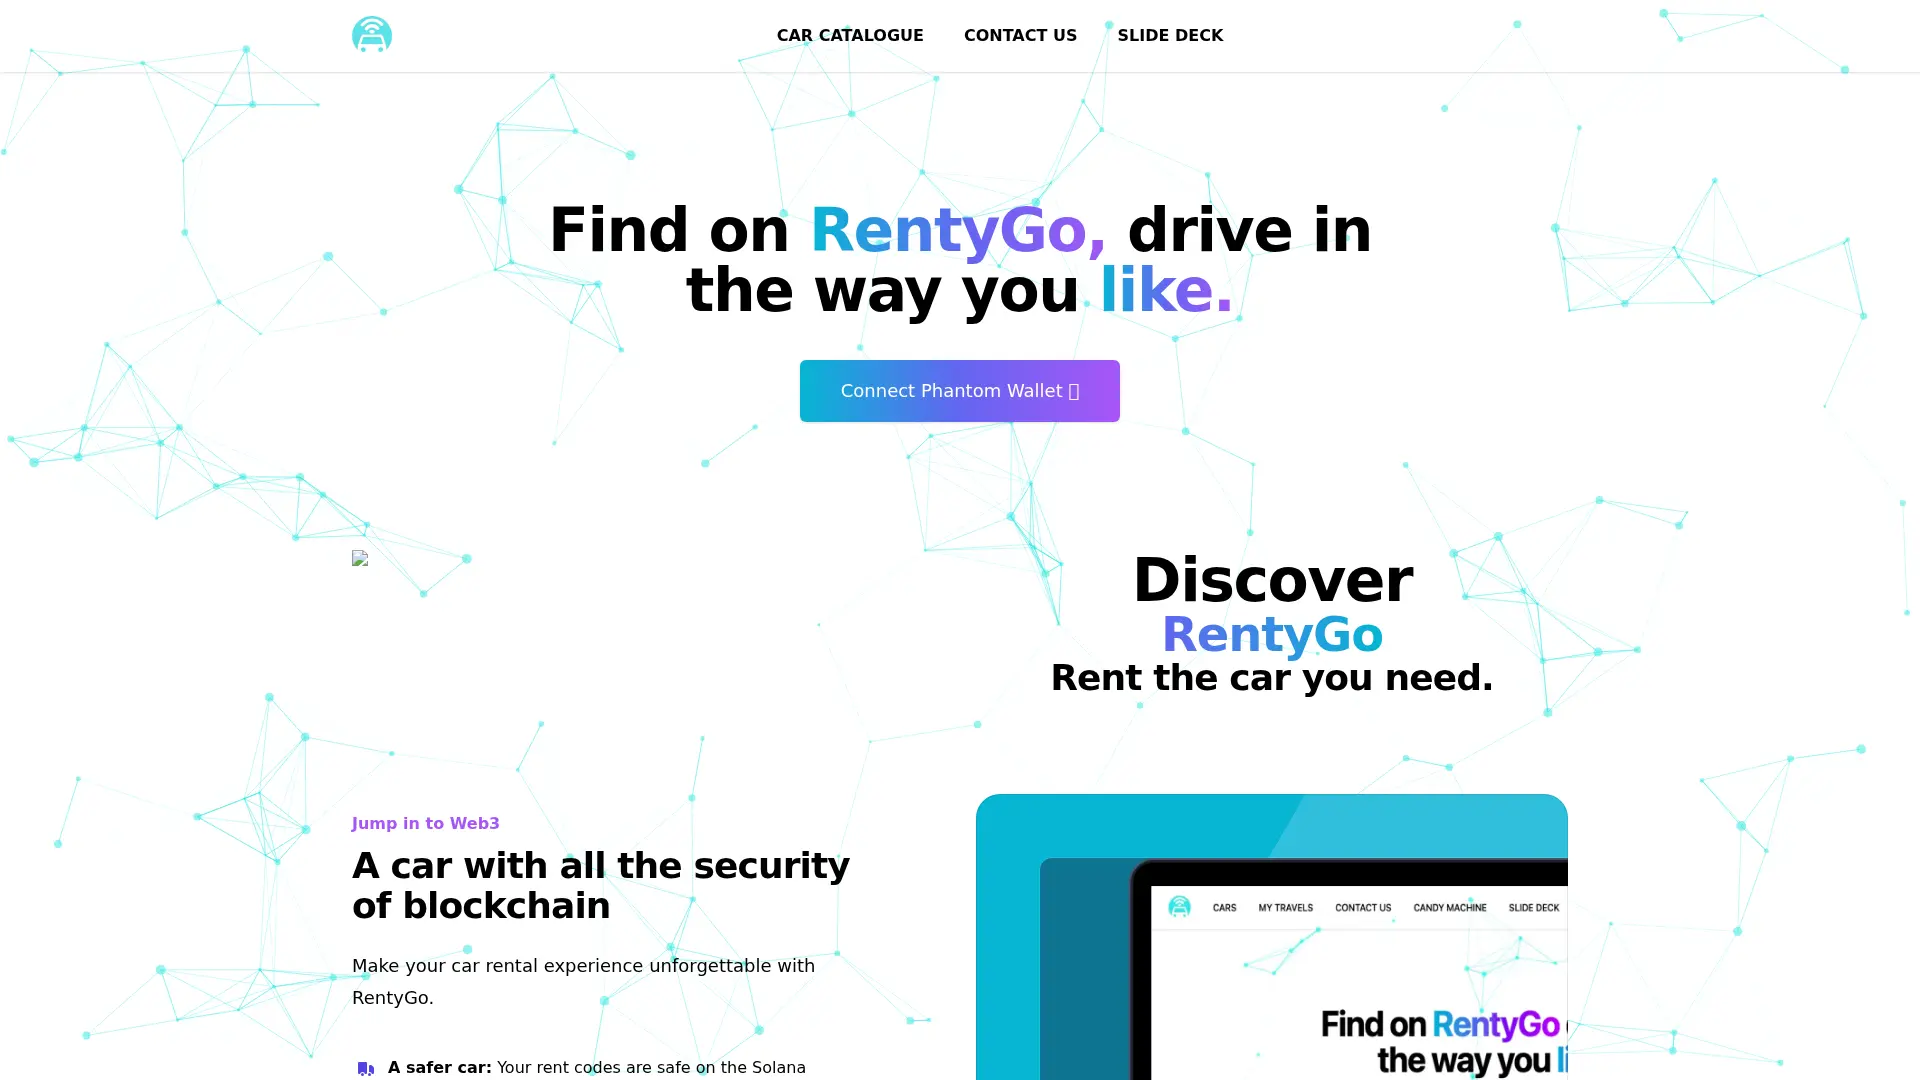 CAR CATALOGUE CONTACT US SLIDE DECK
Find on RentyGo, drive in
the way you like.
Connect Phantom Wallet
Discover
RentyGo
Rent the car you need.
Jump in to Web3
A car with all the security
of blockchain
Make your car rental experience unforgettable with
RentyGo.
A safer car: Your rent codes are safe on the Solana
CARS MY TRAVELS CONTACT US CANDY MACHINE SLIDE DECK
Find on RentyGo
the way you li